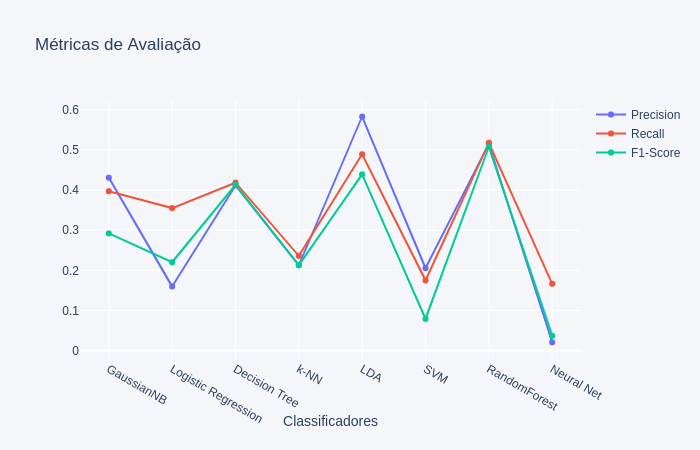 Métricas de Avaliação
Precision
Recall
F1-Score
0.6
0.5
0.4
0.3
0.2
0.1
0
GaussianNB
Logistic Regression
Decision Tree
k-NN
LDA
SVM
RandomForest
Neural Net
Classificadores